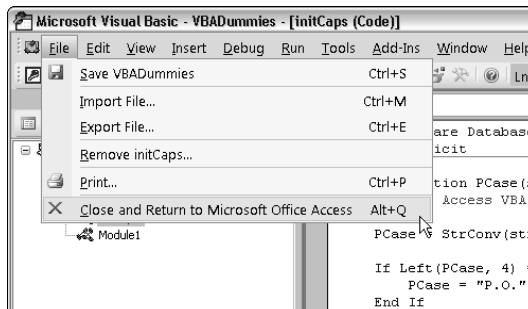 Microsoft Visual Basic - VBADummies - [initCaps (Code)]
File Edit View Insert Debug Run Tools Add-Ins Window Help
Save VBADummies Ctrl+S
Ln
Import File... Ctrl+M
Export File... Ctrl+E
are Databas
icit
Remove initCaps...
Print... Ctrl+P
tion PCase(s
Access VBA
Close and Return to Microsoft Office Access Alt+Q
Module1
PCase = StrConv(st
If Left(PCase, 4) =
PCase = "P.O."
End If